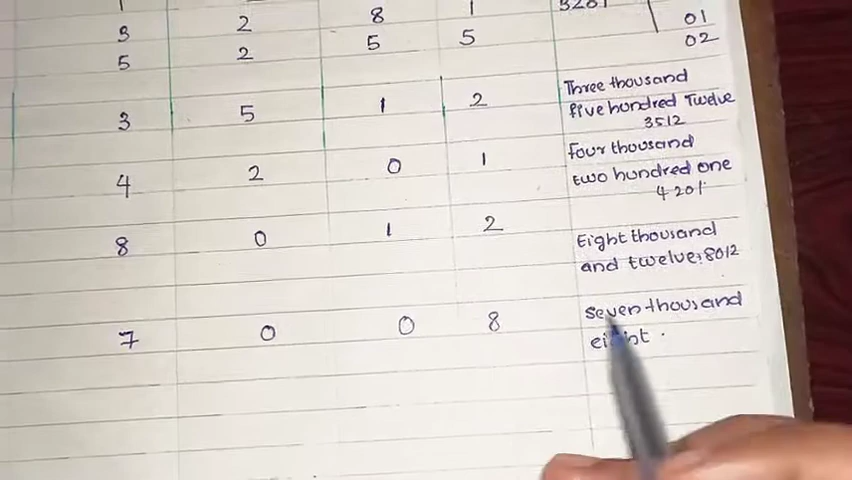 3 2 8 1 3281
01
5 2 5 5 02
Three thousand
3 5 1 2 five hundred Twelve
3512
four thousand
4 2 0 1 two hundred one
4201
8 0 1 2 Eight thousand
and twelve, 8012
7 0 0 8 seven thousand
eight .